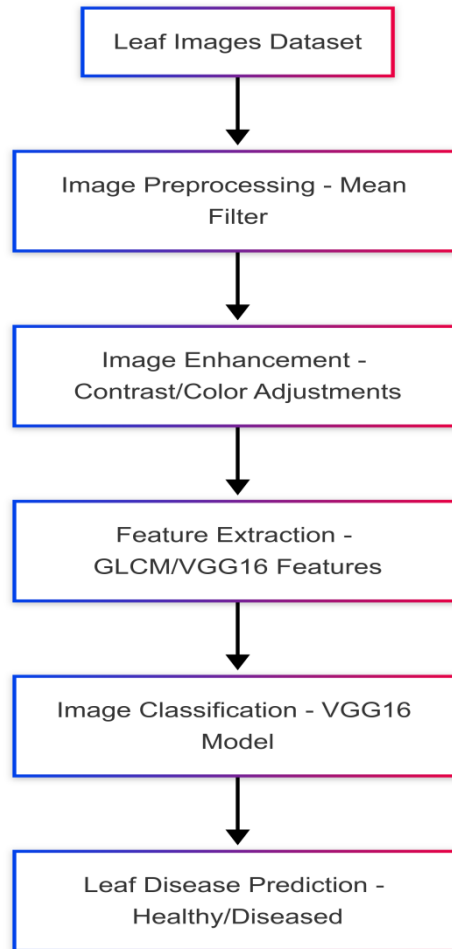 Leaf Images Dataset
Image Preprocessing - Mean
Filter
Image Enhancement -
Contrast/Color Adjustments
Feature Extraction -
GLCM/VGG16 Features
Image Classification - VGG16
Model
Leaf Disease Prediction -
Healthy/Diseased